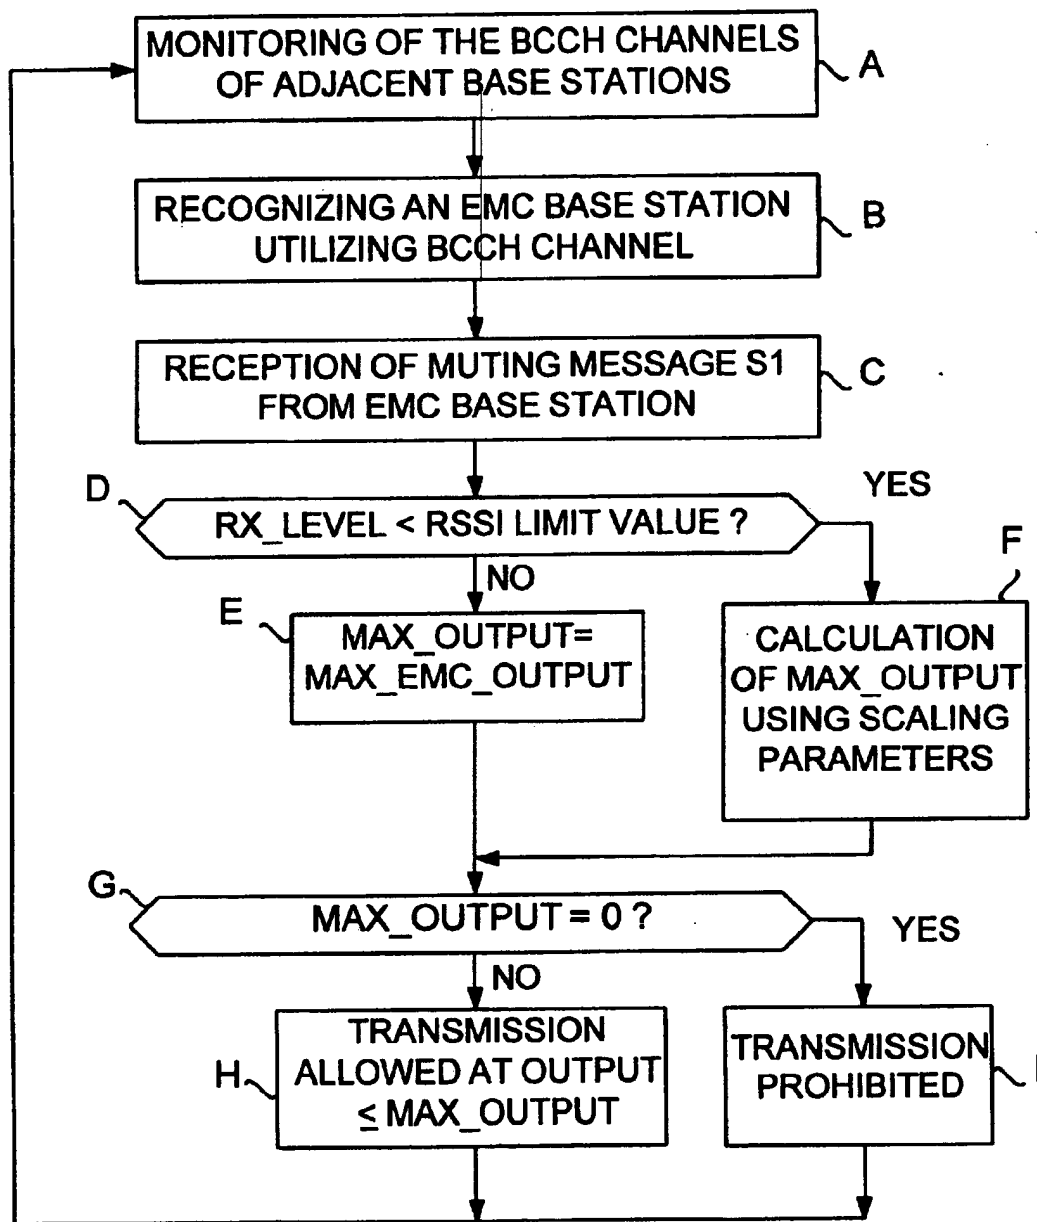 MONITORING OF THE BCCH CHANNELS
OF ADJACENT BASE STATIONS
A
RECOGNIZING AN EMC BASE STATION
UTILIZING BCCH CHANNEL
B
RECEPTION OF MUTING MESSAGE S1
FROM EMC BASE STATION
C
D
RX_LEVEL < RSSI LIMIT VALUE ?
YES
NO
E
MAX_OUTPUT=
MAX_EMC_OUTPUT
F
CALCULATION
OF MAX_OUTPUT
USING SCALING
PARAMETERS
G
MAX_OUTPUT = 0 ?
YES
NO
H
TRANSMISSION
ALLOWED AT OUTPUT
≤ MAX_OUTPUT
TRANSMISSION
PROHIBITED